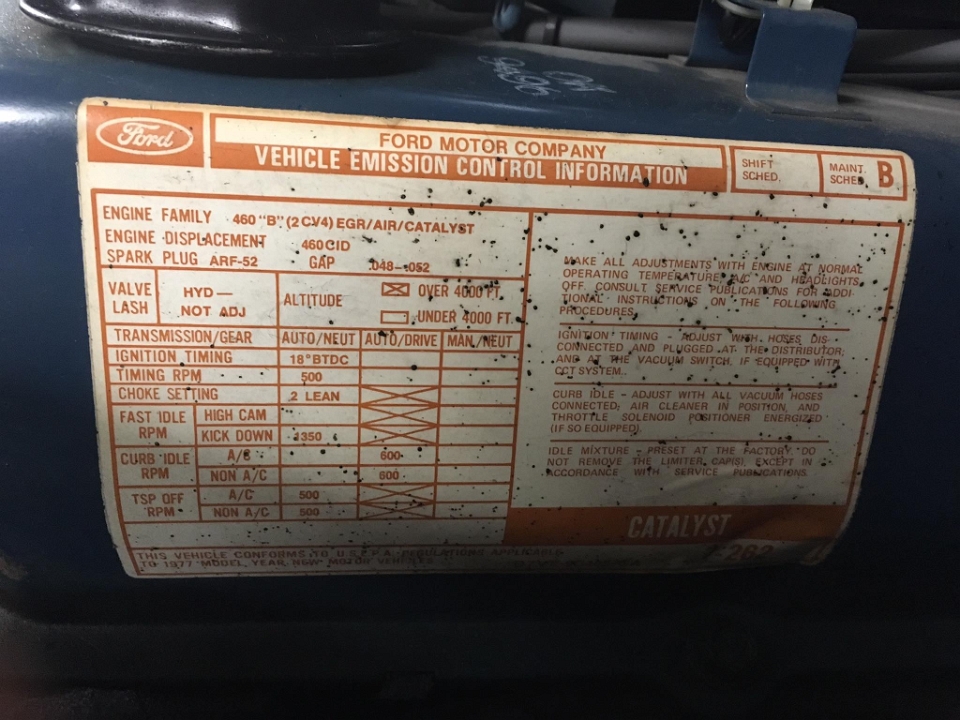 Ford
FORD MOTOR COMPANY
VEHICLE EMISSION CONTROL INFORMATION
SHIFT SCHED.
MAINT. SCHED. B
ENGINE FAMILY 460 "B" (2CV4) EGR/AIR/CATALYST
ENGINE DISPLACEMENT 460CID
SPARK PLUG ARF-52 GAP .048-.052
VALVE LASH HYD — NOT ADJ
ALTITUDE
OVER 4000 FT.
UNDER 4000 FT.
TRANSMISSION/GEAR AUTO/NEUT AUTO/DRIVE MAN/NEUT
IGNITION TIMING 18° BTDC
TIMING RPM 500
CHOKE SETTING 2 LEAN
FAST IDLE RPM
HIGH CAM
KICK DOWN 1350
CURB IDLE RPM
A/C 600
NON A/C 600
TSP OFF RPM
A/C 500
NON A/C 500
MAKE ALL ADJUSTMENTS WITH ENGINE AT NORMAL
OPERATING TEMPERATURE, A/C AND HEADLIGHTS
OFF. CONSULT SERVICE PUBLICATIONS FOR ADDI-
TIONAL INSTRUCTIONS ON THE FOLLOWING
PROCEDURES.
IGNITION TIMING - ADJUST WITH HOSES DIS-
CONNECTED AND PLUGGED AT THE DISTRIBUTOR;
AND AT THE VACUUM SWITCH, IF EQUIPPED WITH
CCT SYSTEM.
CURB IDLE - ADJUST WITH ALL VACUUM HOSES
CONNECTED, AIR CLEANER IN POSITION, AND
THROTTLE SOLENOID POSITIONER ENERGIZED
(IF SO EQUIPPED).
IDLE MIXTURE - PRESET AT THE FACTORY. DO
NOT REMOVE THE LIMITER CAP(S), EXCEPT IN
ACCORDANCE WITH SERVICE PUBLICATIONS.
CATALYST
THIS VEHICLE CONFORMS TO U.S.E.P.A. REGULATIONS APPLICABLE
TO 1977 MODEL YEAR NEW MOTOR VEHICLES